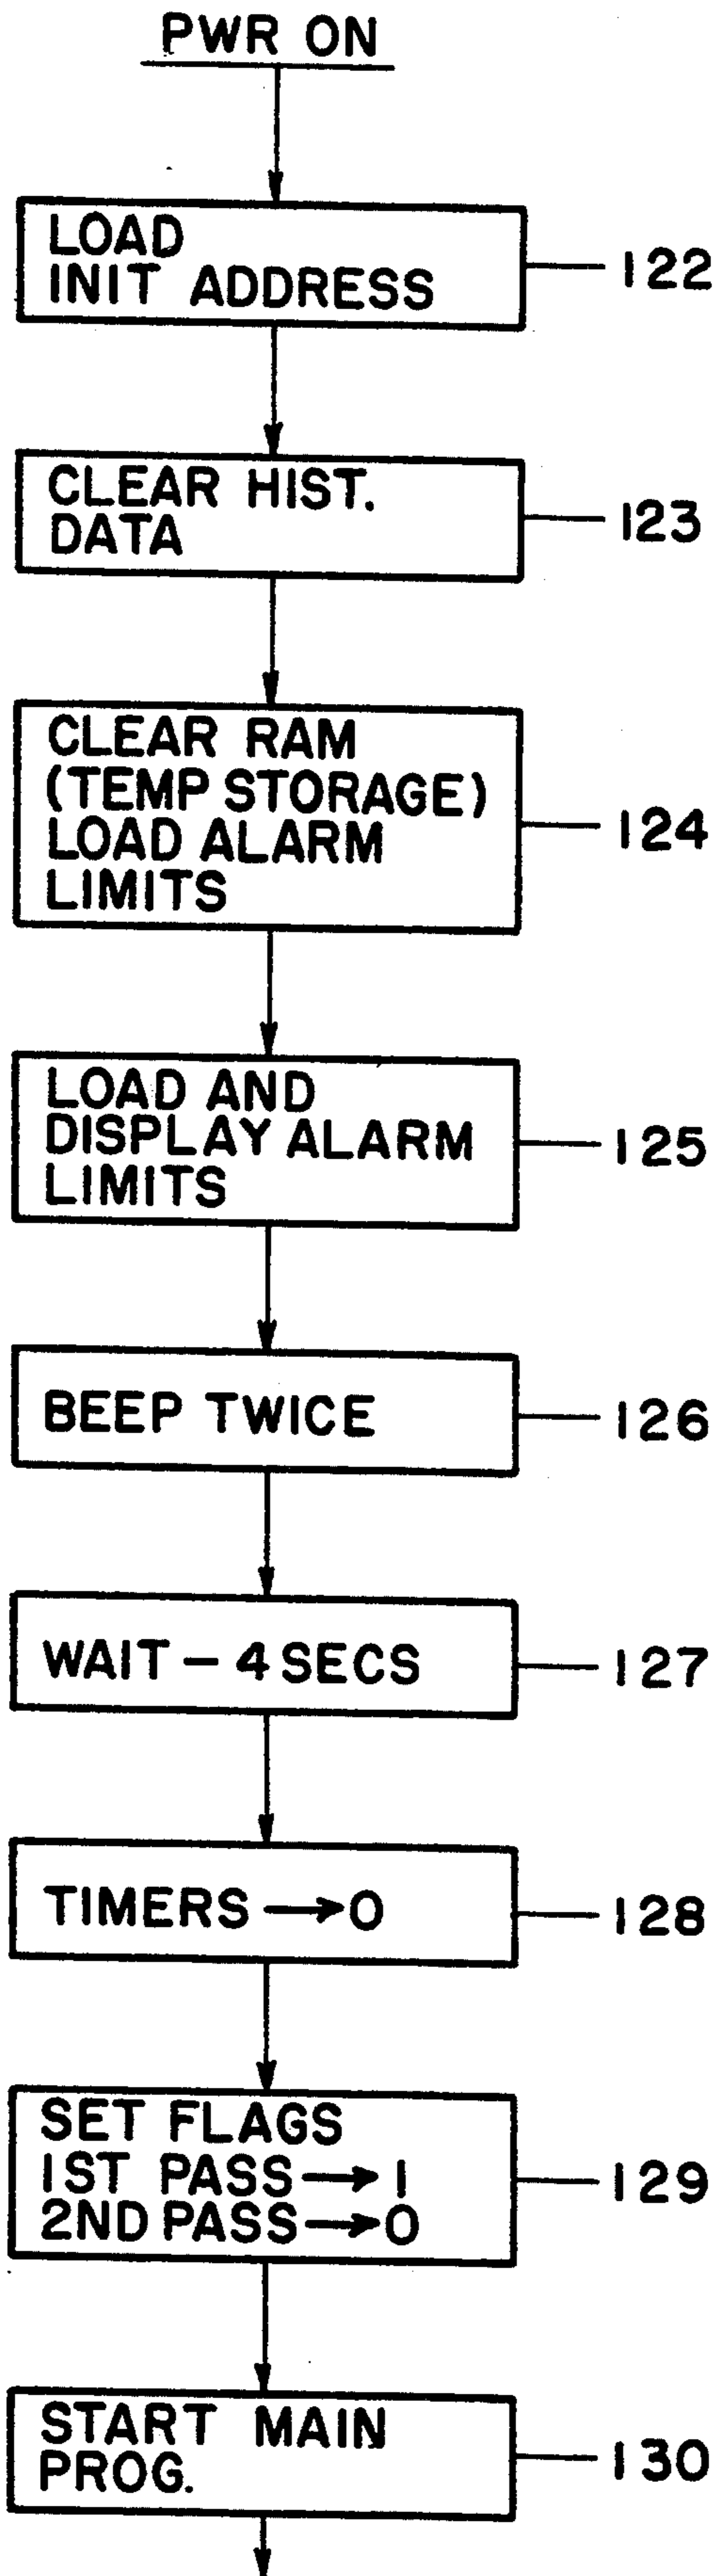 PWR ON
LOAD
INIT ADDRESS
122
CLEAR HIST.
DATA
123
CLEAR RAM
(TEMP STORAGE)
LOAD ALARM
LIMITS
124
LOAD AND
DISPLAY ALARM
LIMITS
125
BEEP TWICE
126
WAIT – 4 SECS
127
TIMERS → 0
128
SET FLAGS
1ST PASS → 1
2ND PASS → 0
129
START MAIN
PROG.
130